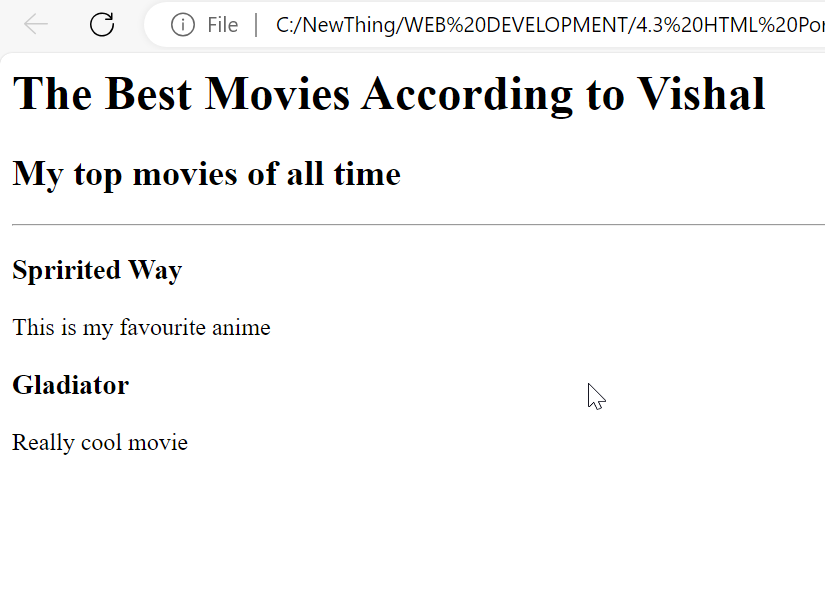 File | C:/NewThing/WEB%20DEVELOPMENT/4.3%20HTML%20Por
The Best Movies According to Vishal
My top movies of all time
Spririted Way
This is my favourite anime
Gladiator
Really cool movie